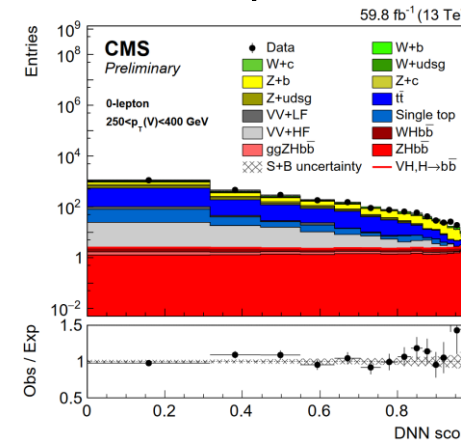 59.8 fb⁻¹ (13 Te
Entries
10⁹
10⁸
10⁶
10⁴
10²
1
10⁻²
CMS
Preliminary
0-lepton
250<p_T(V)<400 GeV
Data
W+b
W+c
W+udsg
Z+b
Z+c
Z+udsg
tt̄
VV+LF
Single top
VV+HF
WHbb̄
ggZHbb̄
ZHbb̄
S+B uncertainty
VH,H→bb̄
Obs / Exp
1.5
1
0.5
0
0.2
0.4
0.6
0.8
DNN sco